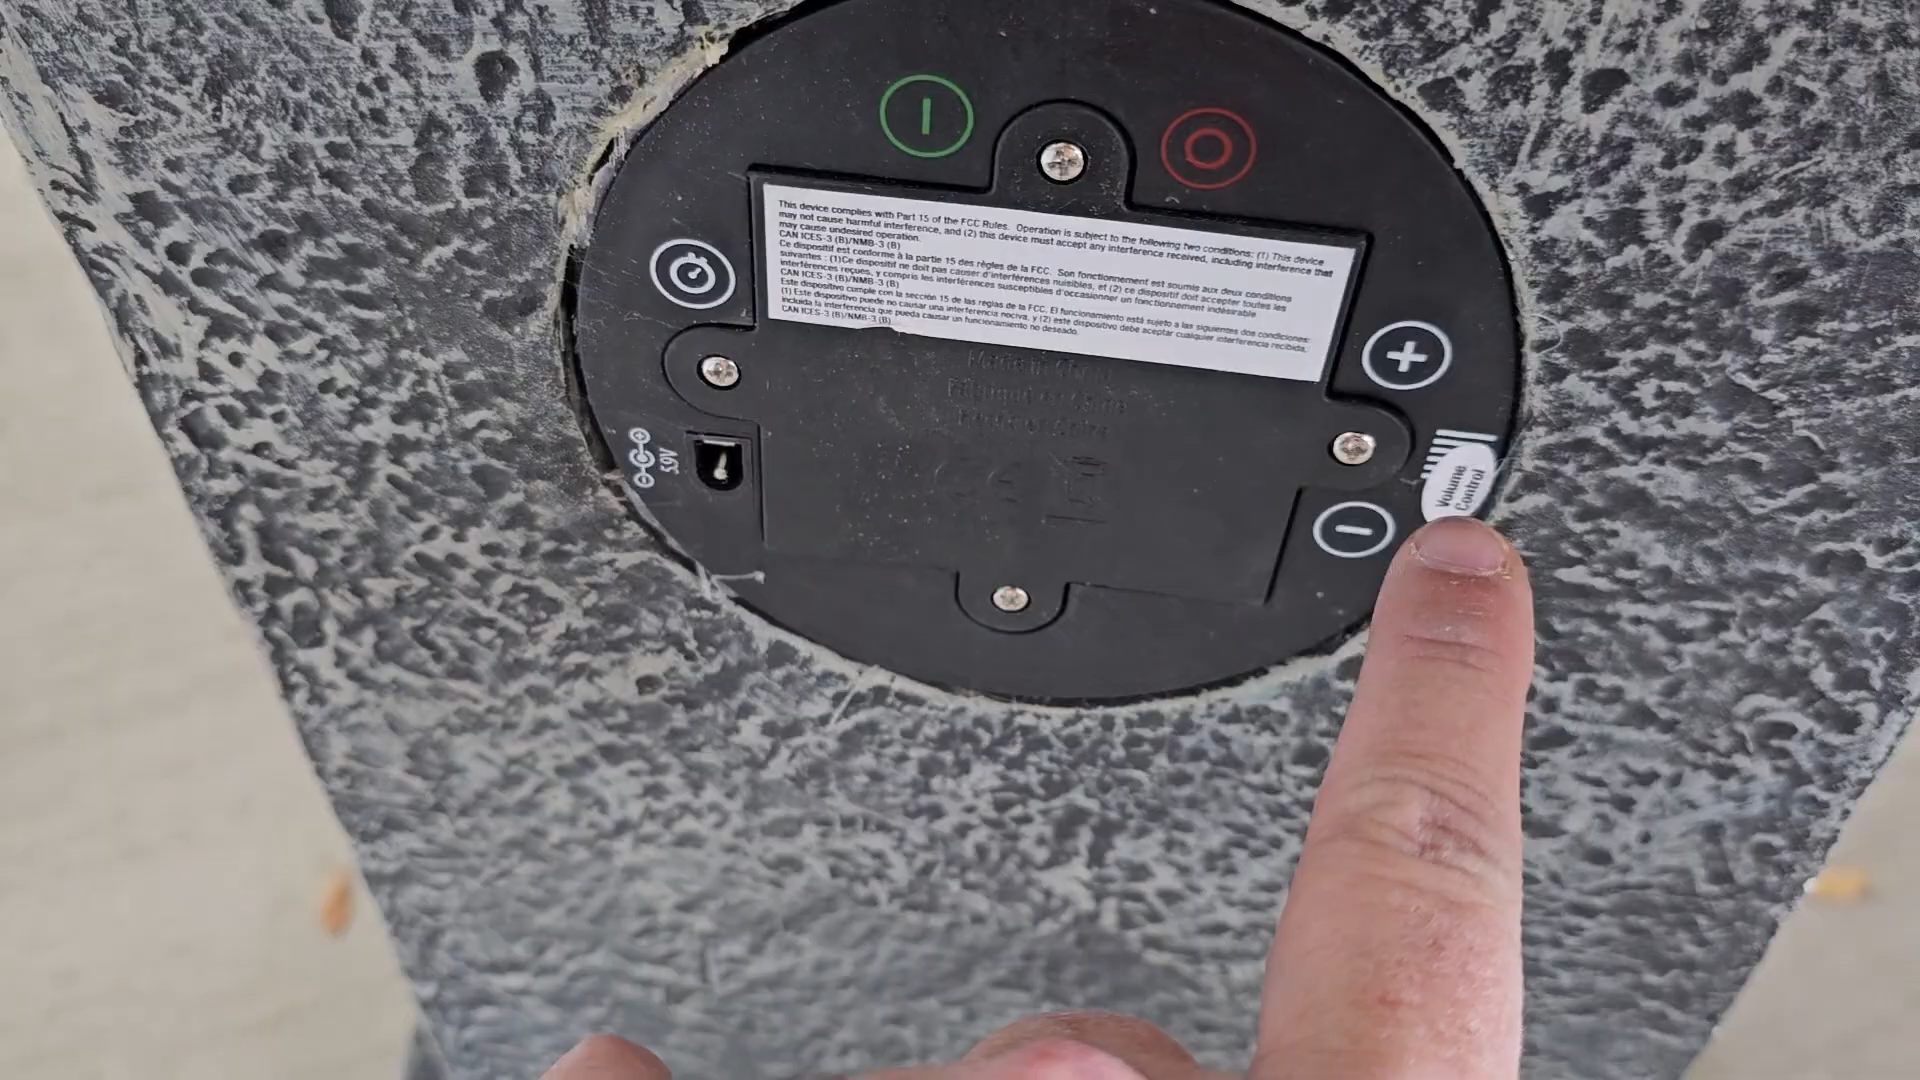 This device complies with Part 15 of the FCC Rules. Operation is subject to the following two conditions: (1) This device
may not cause harmful interference, and (2) this device must accept any interference received, including interference that
may cause undesired operation.
CAN ICES-3 (B)/NMB-3 (B)
Ce dispositif est conforme à la partie 15 des règles de la FCC. Son fonctionnement est soumis aux deux conditions
suivantes : (1)Ce dispositif ne doit pas causer d'interférences nuisibles, et (2) ce dispositif doit accepter toutes les
interférences reçues, y compris les interférences susceptibles d'occasionner un fonctionnement indésirable
CAN ICES-3 (B)/NMB-3 (B)
Este dispositivo cumple con la sección 15 de las reglas de la FCC. El funcionamiento está sujeto a las siguientes dos condiciones:
(1) Este dispositivo puede no causar una interferencia nociva, y (2) este dispositivo debe aceptar cualquier interferencia recibida,
incluida la interferencia que pueda causar un funcionamiento no deseado.
CAN ICES-3 (B)/NMB-3 (B)
5.9V
Volume
Control